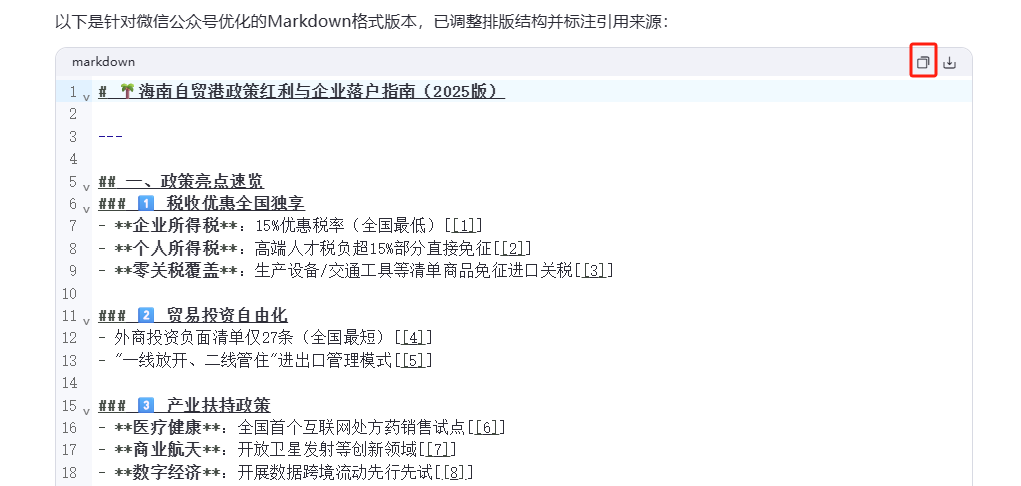 以下是针对微信公众号优化的Markdown格式版本，已调整排版结构并标注引用来源：
markdown
1 # 🌴海南自贸港政策红利与企业落户指南（2025版）
2
3 ---
4
5 ## 一、政策亮点速览
6 ### 1️⃣ 税收优惠全国独享
7 - **企业所得税**：15%优惠税率（全国最低）[[1]]
8 - **个人所得税**：高端人才税负超15%部分直接免征[[2]]
9 - **零关税覆盖**：生产设备/交通工具等清单商品免征进口关税[[3]]
10
11 ### 2️⃣ 贸易投资自由化
12 - 外商投资负面清单仅27条（全国最短）[[4]]
13 - "一线放开、二线管住"进出口管理模式[[5]]
14
15 ### 3️⃣ 产业扶持政策
16 - **医疗健康**：全国首个互联网处方药销售试点[[6]]
17 - **商业航天**：开放卫星发射等创新领域[[7]]
18 - **数字经济**：开展数据跨境流动先行先试[[8]]